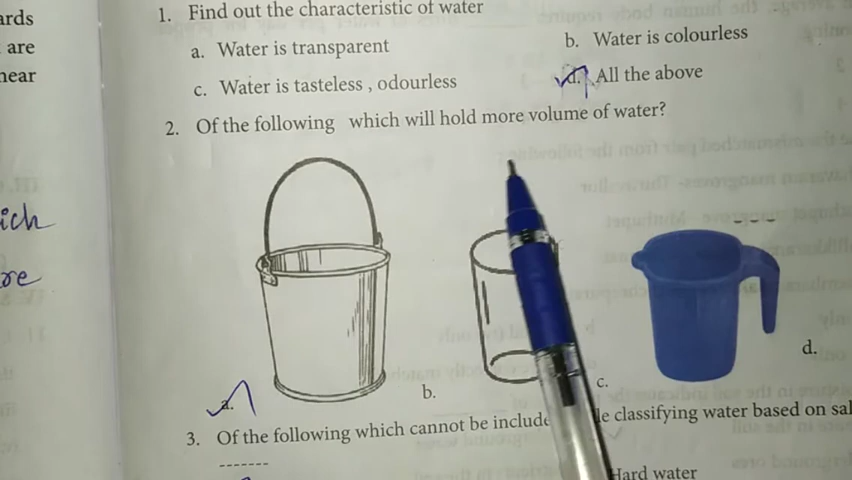 ards
are
near
ich
re
1. Find out the characteristic of water
a. Water is transparent
b. Water is colourless
c. Water is tasteless , odourless
d. All the above
2. Of the following which will hold more volume of water?
a.
b.
c.
d.
3. Of the following which cannot be include le classifying water based on sal
-------
Hard water